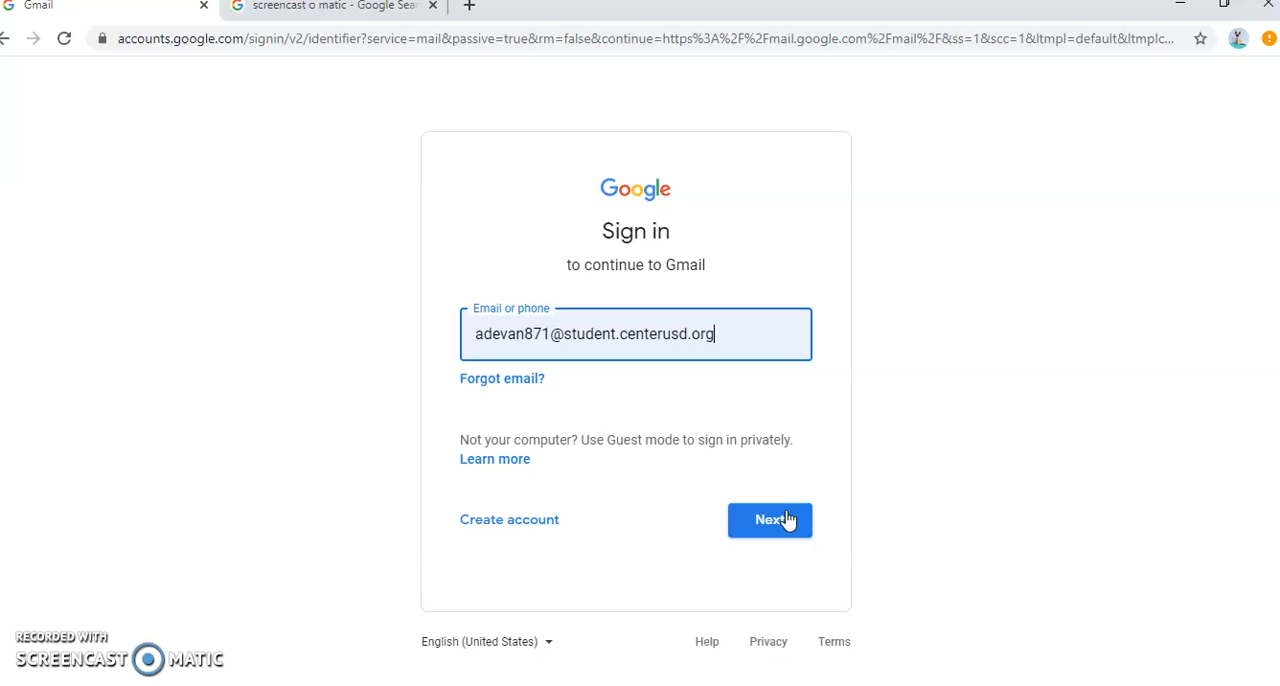 Gmail
screencast o matic - Google Sea
accounts.google.com/signin/v2/identifier?service=mail&passive=true&rm=false&continue=https%3A%2F%2Fmail.google.com%2Fmail%2F&ss=1&scc=1&ltmpl=default&ltmplc...
Google
Sign in
to continue to Gmail
Email or phone
adevan871@student.centerusd.org
Forgot email?
Not your computer? Use Guest mode to sign in privately.
Learn more
Create account
Next
English (United States)
Help
Privacy
Terms
RECORDED WITH
SCREENCAST O MATIC